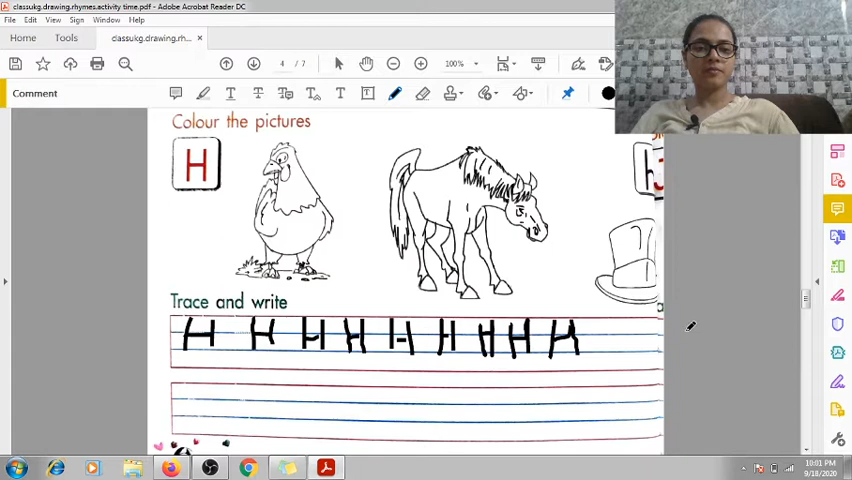 classukg.drawing.rhymes.activity time.pdf - Adobe Acrobat Reader DC
File Edit View Sign Window Help
Home Tools classukg.drawing.rh... ×
4 / 7 100%
Comment
Colour the pictures
H
h
Trace and write
H H H H H H H H H
10:01 PM
9/18/2020